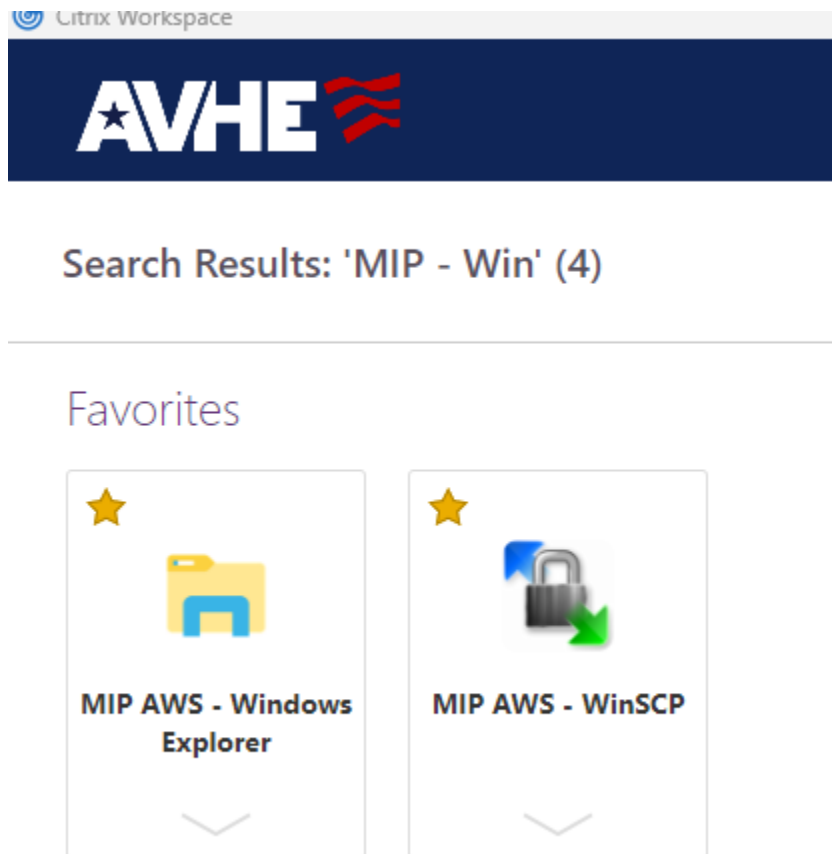 Citrix Workspace
AVHE
Search Results: 'MIP - Win' (4)
Favorites
MIP AWS - Windows
Explorer
MIP AWS - WinSCP